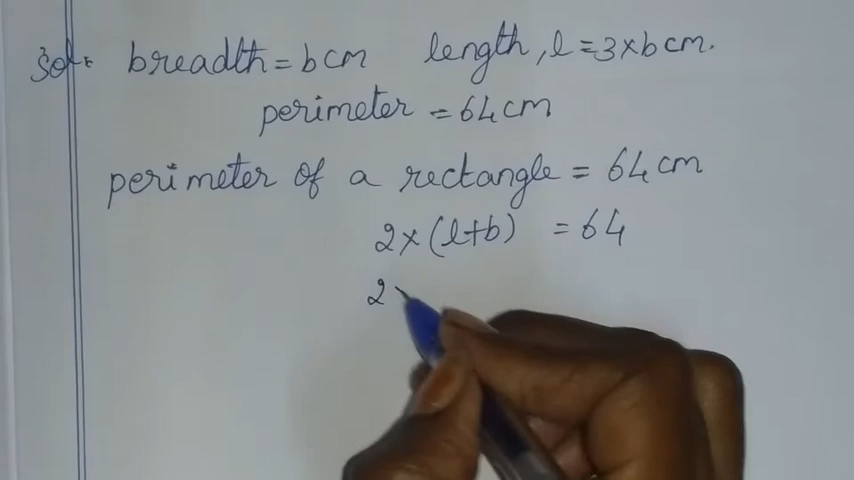 Sol: breadth = b cm length, l = 3 × b cm.
perimeter = 64 cm
perimeter of a rectangle = 64 cm
2 × (l+b) = 64
2